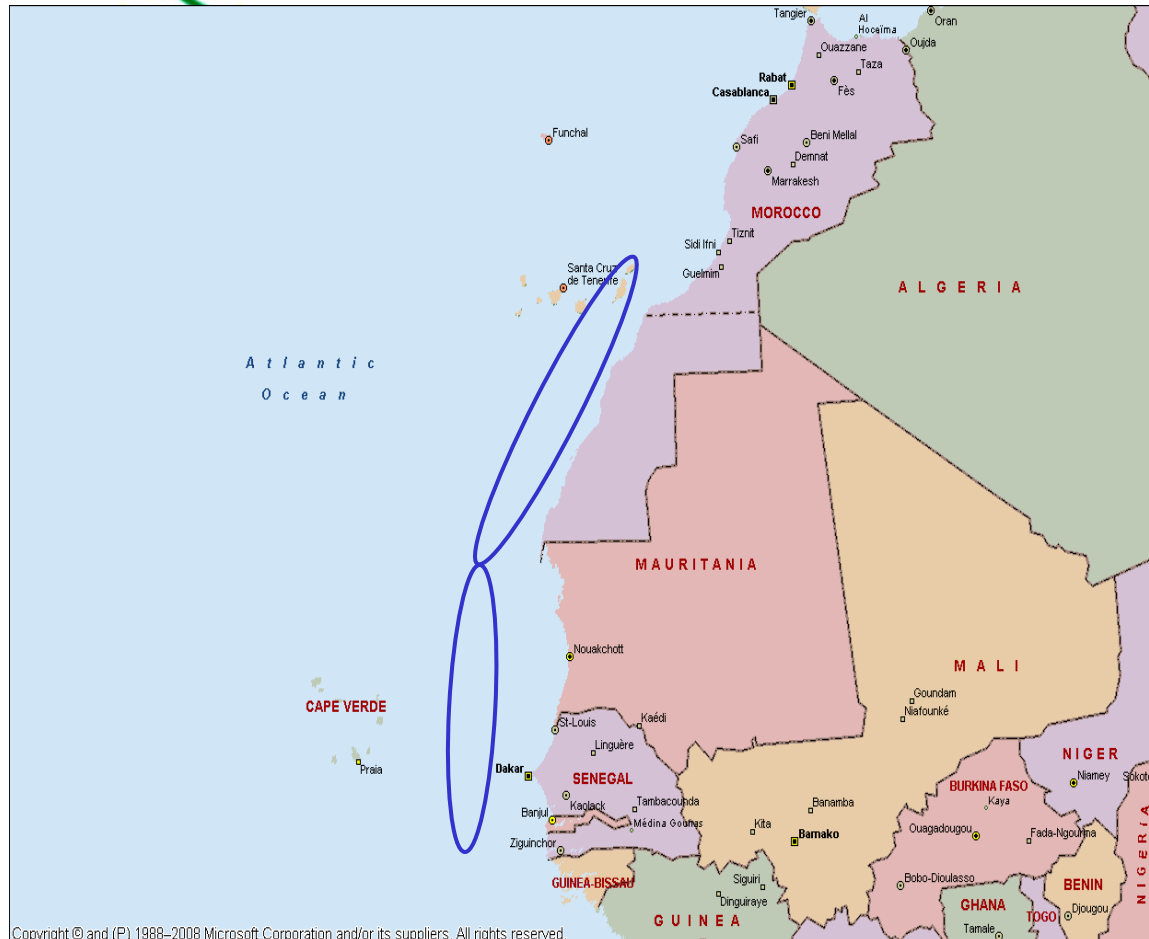 Tangier
Al
Hoceïma
Oran
Ouazzane
Oujda
Taza
Rabat
Fès
Casablanca
Funchal
Safi
Beni Mellal
Demnat
Marrakesh
MOROCCO
Tiznit
Sidi Ifni
Guelmim
Santa Cruz
de Tenerife
ALGERIA
Atlantic
Ocean
MAURITANIA
Nouakchott
MALI
Goundam
Niafounké
CAPE VERDE
Praia
St-Louis
Kaédi
Linguère
Dakar
SENEGAL
NIGER
Niamey
Sokoto
BURKINA FASO
Kaya
Kaolack
Tambacounda
Banjul
Médina Gounas
Banamba
Kita
Bamako
Ouagadougou
Fada-Ngourma
Ziguinchor
GUINEA-BISSAU
Siguiri
Dinguiraye
GUINEA
Bobo-Dioulasso
GHANA
Tamale
TOGO
BENIN
Djougou
NIGERIA
Copyright © and (P) 1988–2008 Microsoft Corporation and/or its suppliers. All rights reserved.